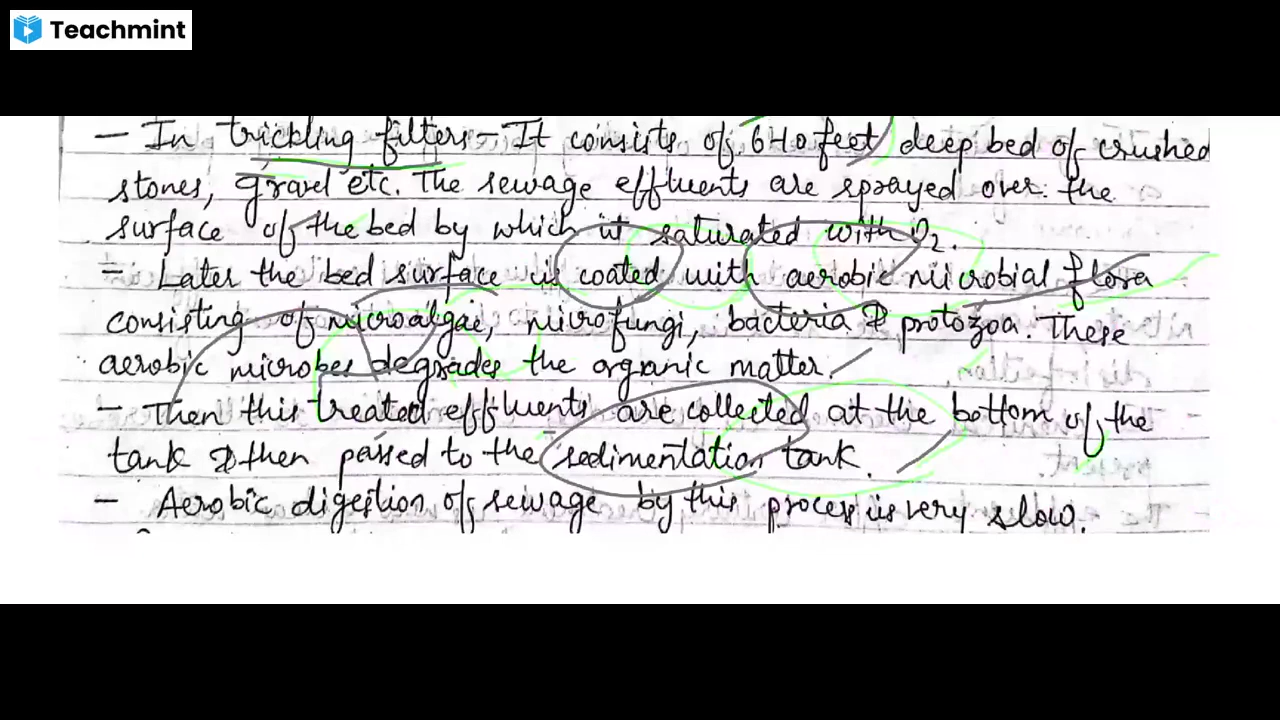 Teachmint
- In trickling filters - It consists of 6 to 10 feet deep bed of crushed
stones, gravel etc. The sewage effluents are sprayed over the
surface of the bed by which it saturated with O2.
- Later the bed surface is coated with aerobic microbial flora
consisting of microalgae, microfungi, bacteria & protozoa. These
aerobic microbes degrades the organic matter.
- Then this treated effluents are collected at the bottom of the
tank & then passed to the sedimentation tank.
- Aerobic digestion of sewage by this process is very slow.